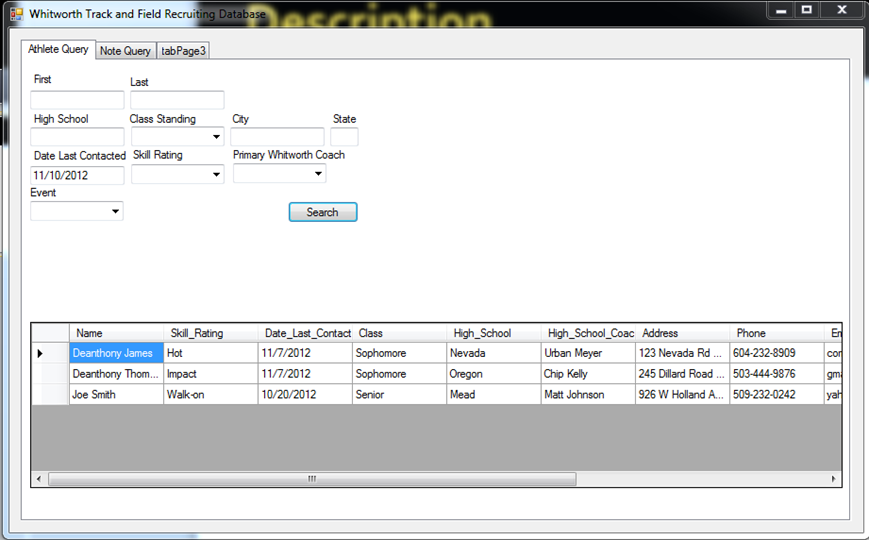 Description
Whitworth Track and Field Recruiting Database
Athlete Query Note Query tabPage3
First Last
High School Class Standing City State
Date Last Contacted Skill Rating Primary Whitworth Coach
11/10/2012
Event
Search
Name Skill_Rating Date_Last_Contact Class High_School High_School_Coac Address Phone Em
Deanthony James Hot 11/7/2012 Sophomore Nevada Urban Meyer 123 Nevada Rd ... 604-232-8909 con
Deanthony Thom... Impact 11/7/2012 Sophomore Oregon Chip Kelly 245 Dillard Road ... 503-444-9876 gma
Joe Smith Walk-on 10/20/2012 Senior Mead Matt Johnson 926 W Holland A... 509-232-0242 yah